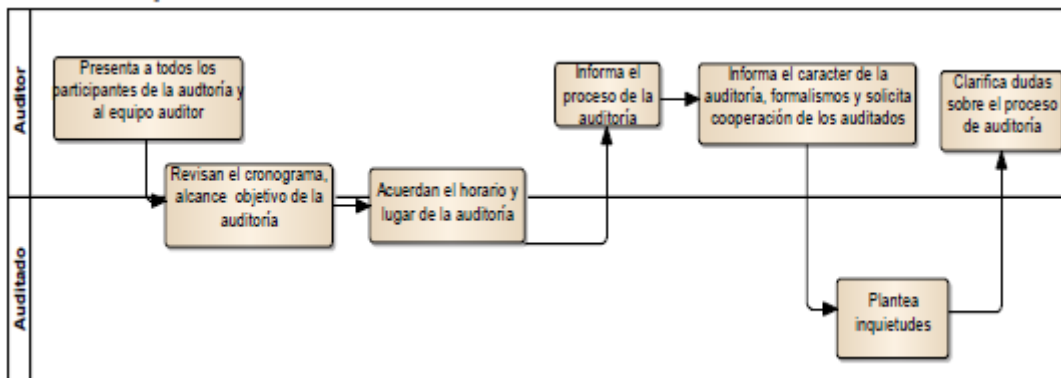 Auditor
Presenta a todos los
participantes de la audtoría y
al equipo auditor
Revisan el cronograma,
alcance objetivo de la
auditoría
Acuerdan el horario y
lugar de la auditoría
Informa el
proceso de la
auditoría
Informa el caracter de la
auditoría, formalismos y solicita
cooperación de los auditados
Clarifica dudas
sobre el proceso
de auditoría
Auditado
Plantea
inquietudes